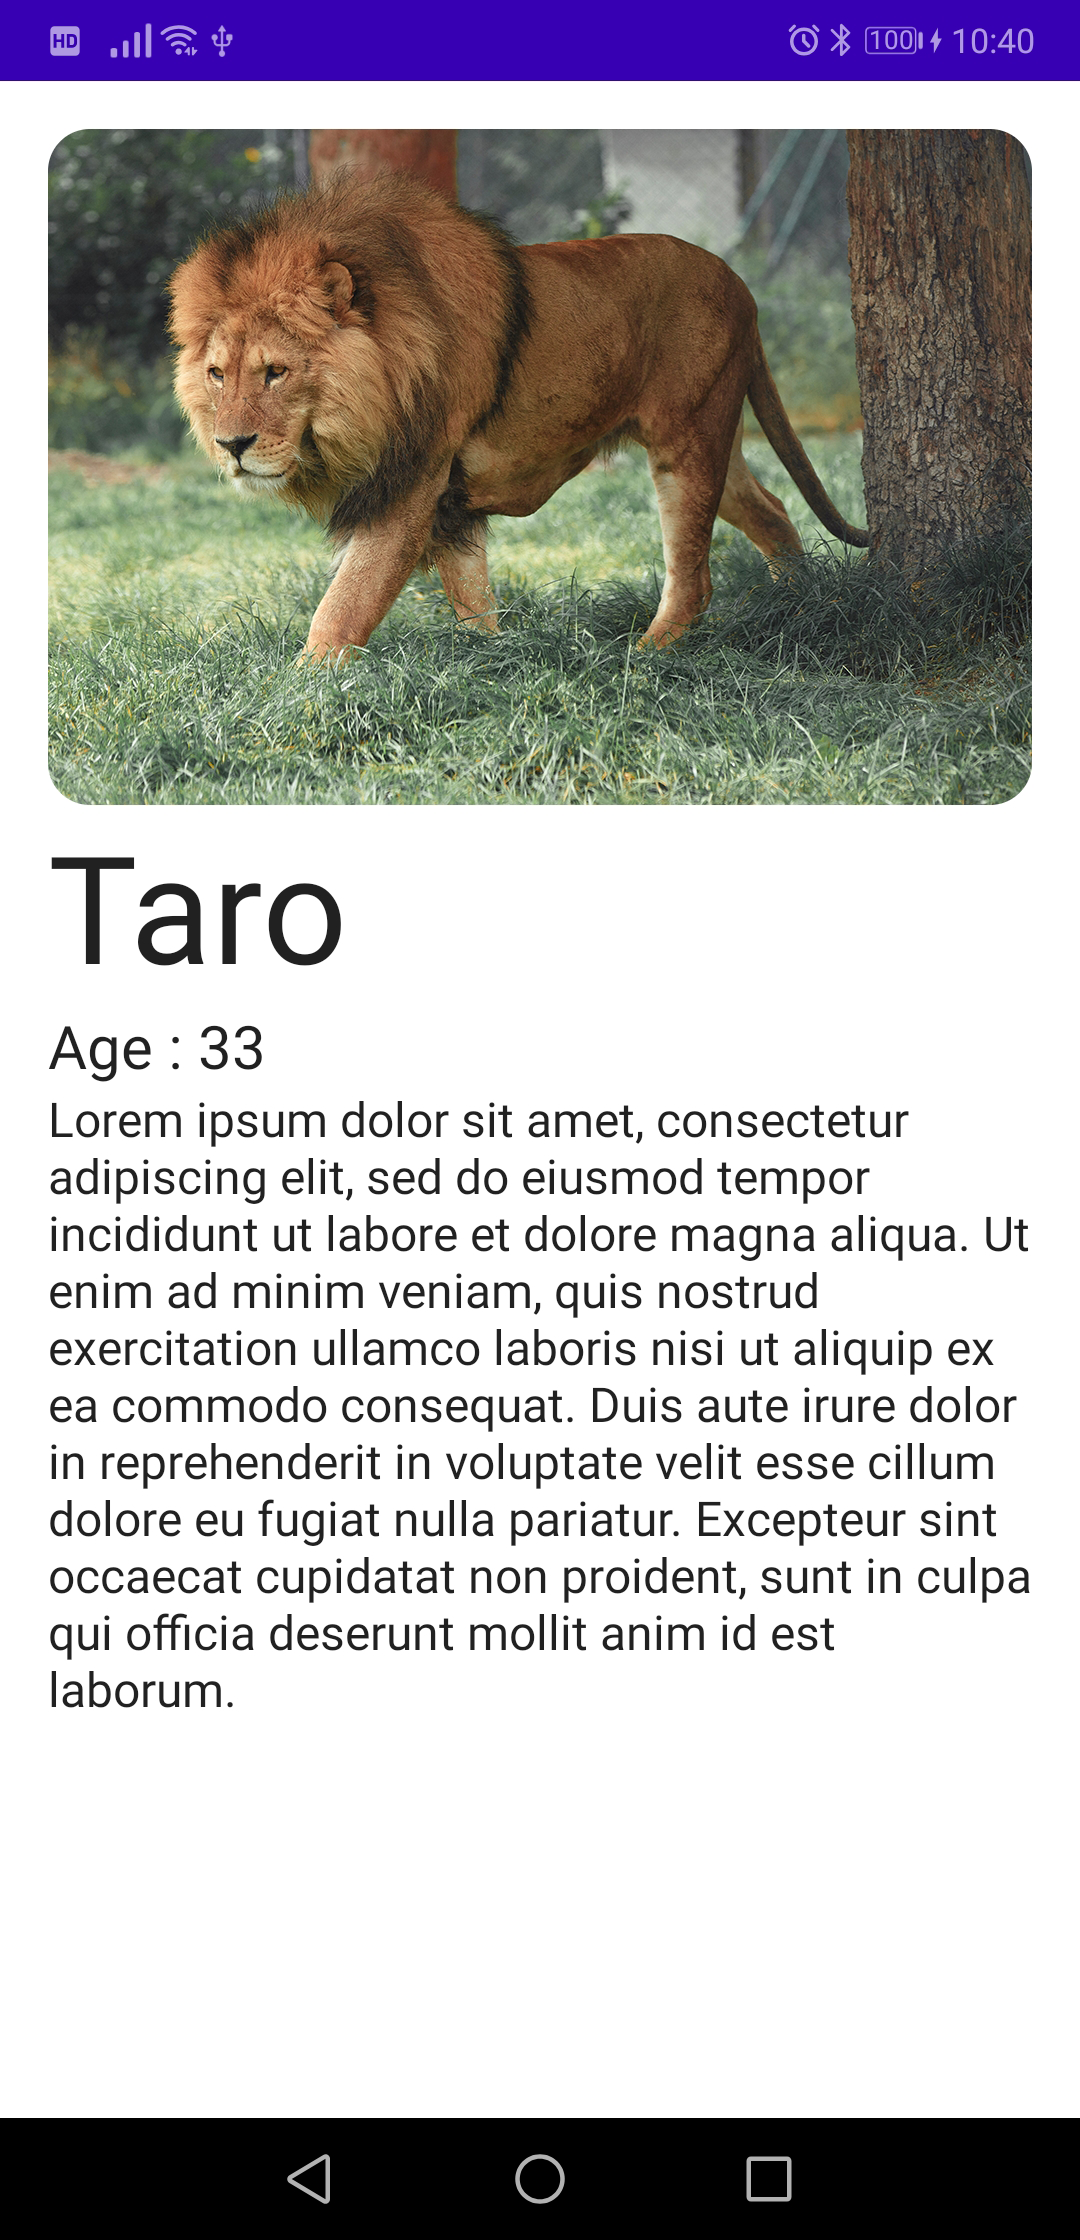 HD 100 10:40
Taro
Age : 33
Lorem ipsum dolor sit amet, consectetur
adipiscing elit, sed do eiusmod tempor
incididunt ut labore et dolore magna aliqua. Ut
enim ad minim veniam, quis nostrud
exercitation ullamco laboris nisi ut aliquip ex
ea commodo consequat. Duis aute irure dolor
in reprehenderit in voluptate velit esse cillum
dolore eu fugiat nulla pariatur. Excepteur sint
occaecat cupidatat non proident, sunt in culpa
qui officia deserunt mollit anim id est
laborum.